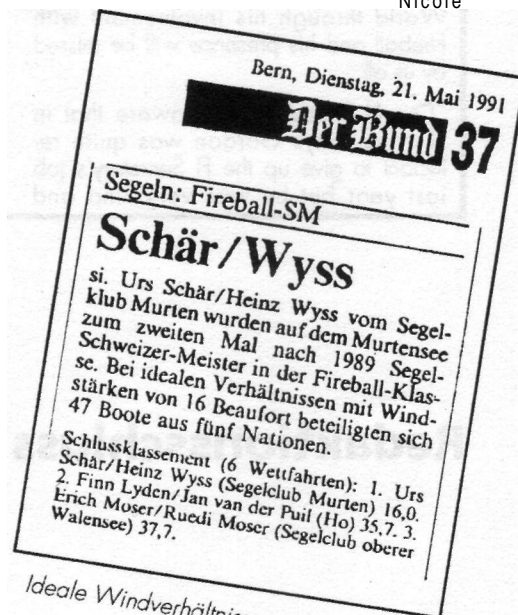 Nicole
Bern, Dienstag, 21. Mai 1991
Der Bund 37
Segeln: Fireball-SM
Schär/Wyss
si. Urs Schär/Heinz Wyss vom Segel-
klub Murten wurden auf dem Murtensee
zum zweiten Mal nach 1989 Segel-
Schweizer-Meister in der Fireball-Klas-
se. Bei idealen Verhältnissen mit Wind-
stärken von 16 Beaufort beteiligten sich
47 Boote aus fünf Nationen.
Schlussklassement (6 Wettfahrten): 1. Urs
Schär/Heinz Wyss (Segelclub Murten) 16,0.
2. Finn Lyden/Jan van der Puil (Ho) 35,7. 3.
Erich Moser/Ruedi Moser (Segelclub oberer
Walensee) 37,7.
Ideale